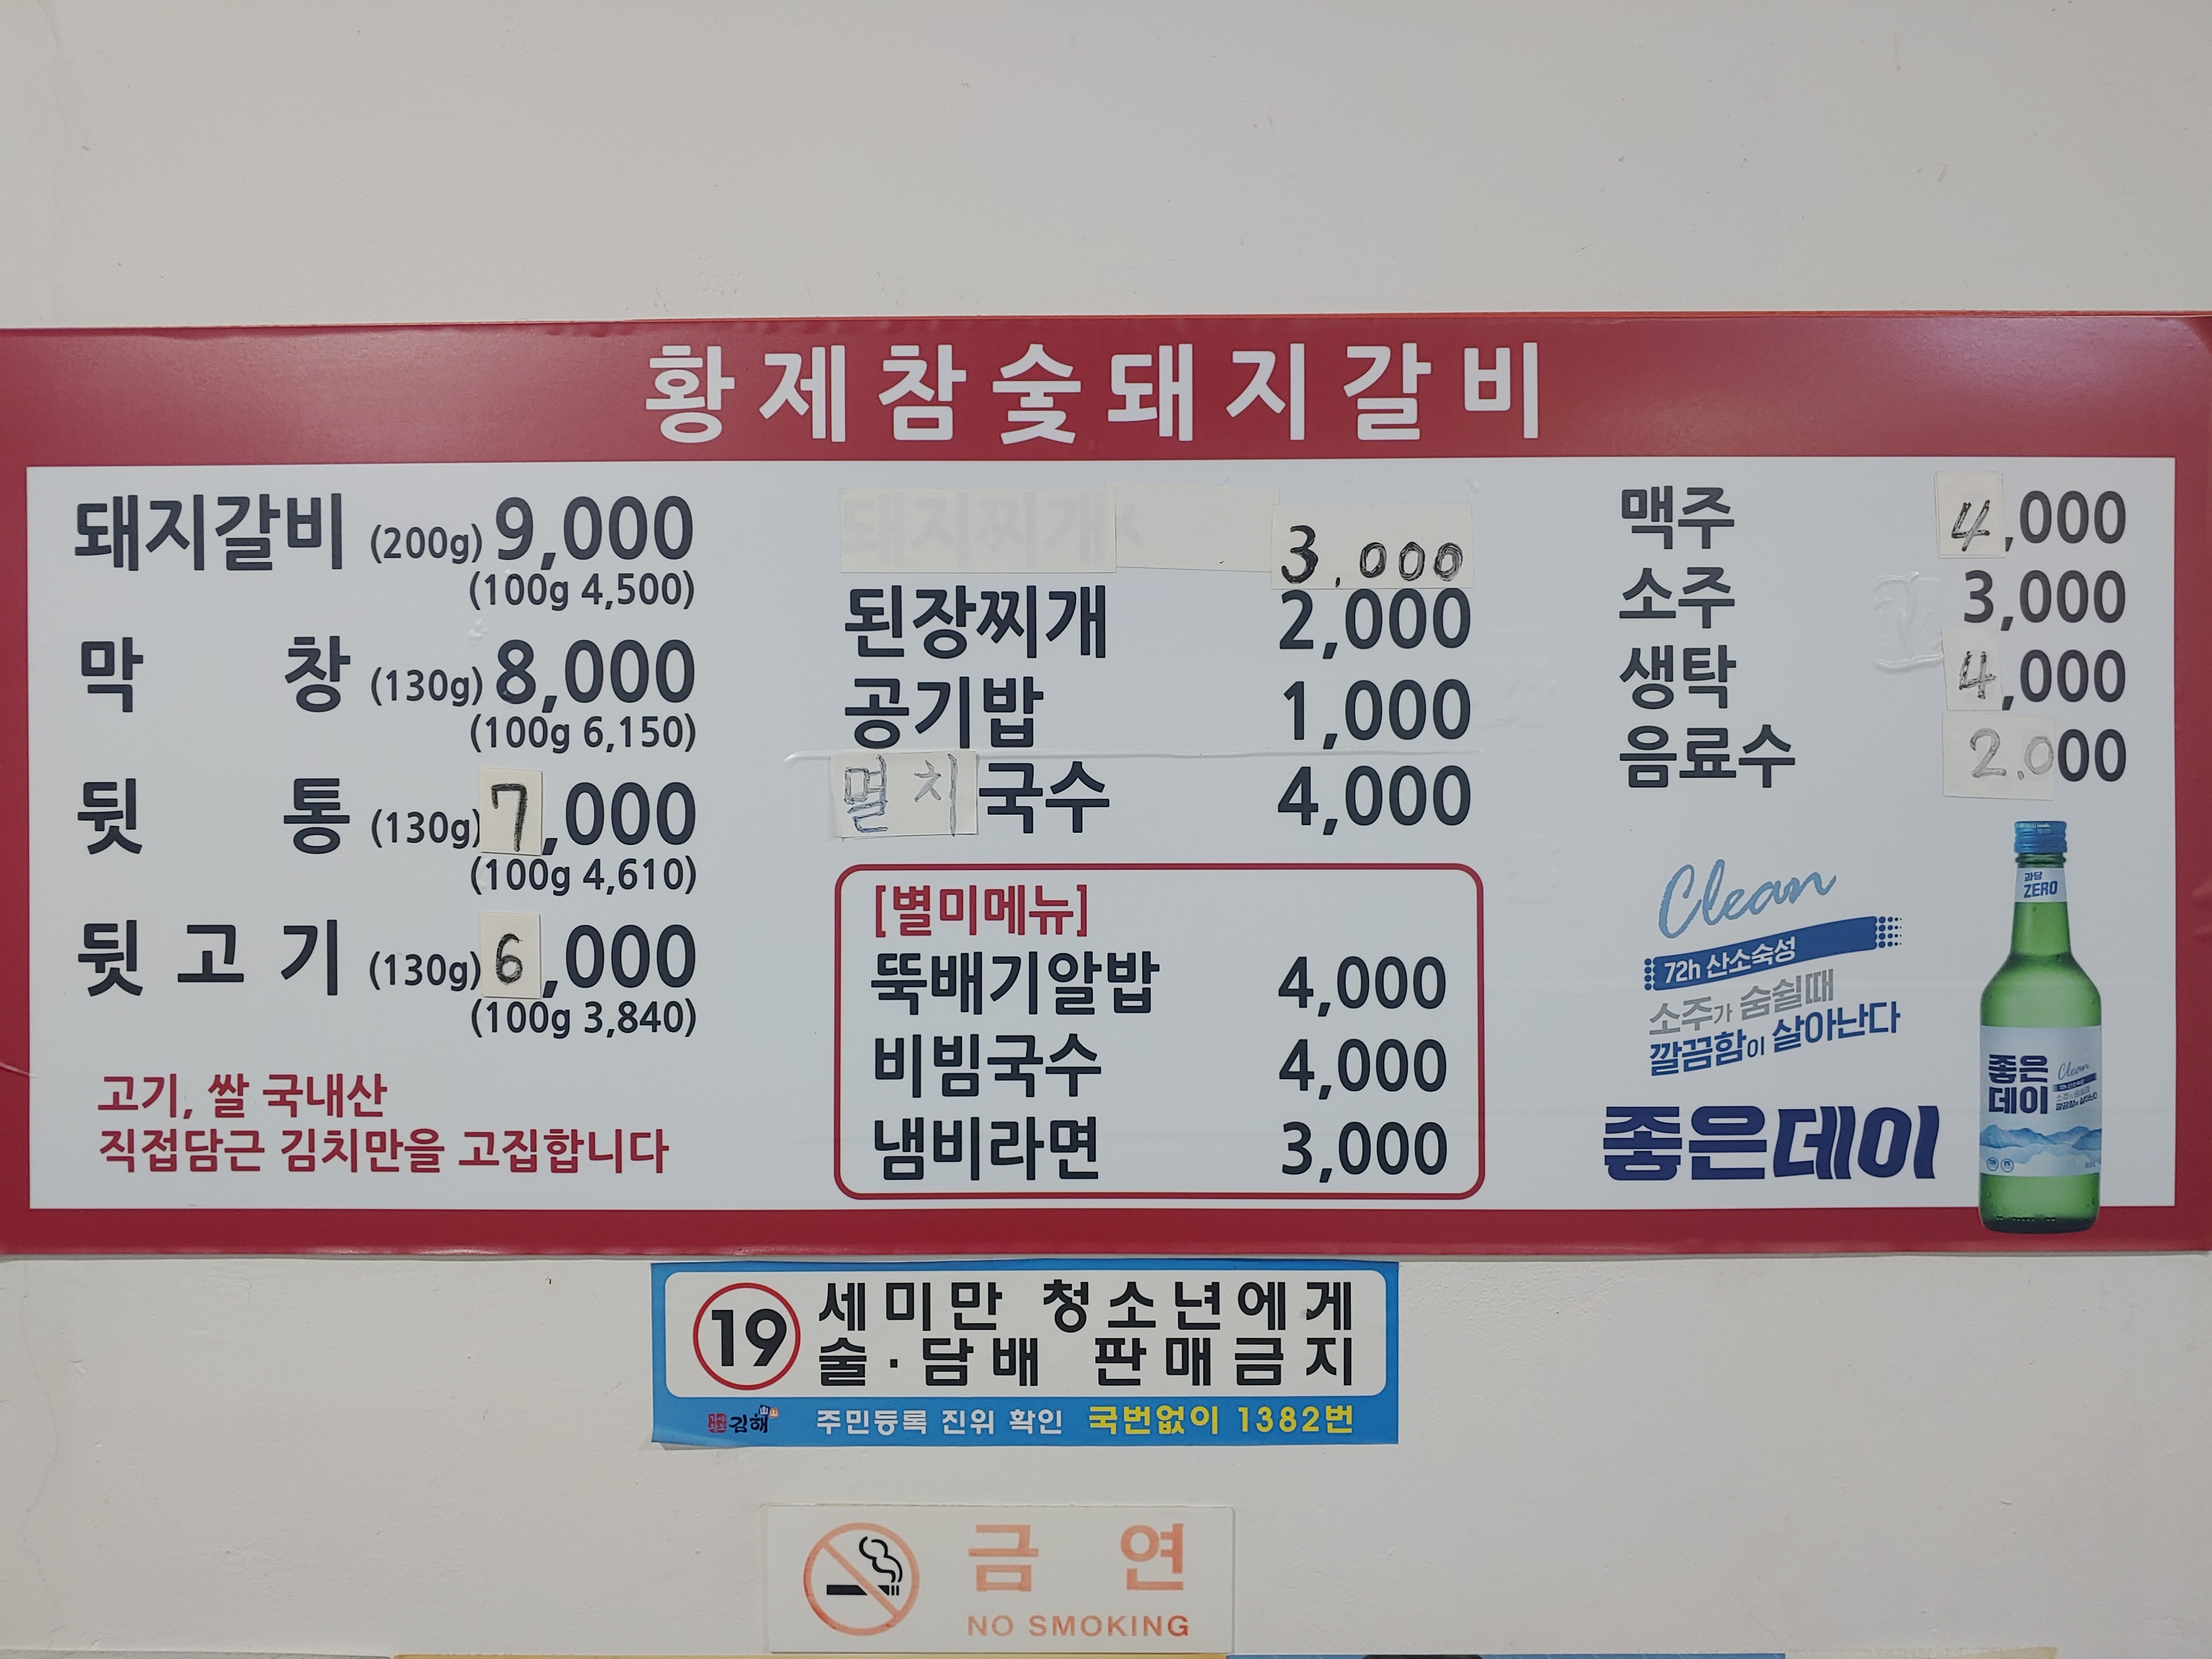 황제참숯돼지갈비
돼지갈비 (200g) 9,000
(100g 4,500)
막창 (130g) 8,000
(100g 6,150)
뒷통 (130g) 7,000
(100g 4,610)
뒷고기 (130g) 6,000
(100g 3,840)
고기, 쌀 국내산
직접담근 김치만을 고집합니다
돼지찌개 3,000
된장찌개 2,000
공기밥 1,000
멸치국수 4,000
[별미메뉴]
뚝배기알밥 4,000
비빔국수 4,000
냄비라면 3,000
맥주 4,000
소주 3,000
생탁 4,000
음료수 2.000
Clean
72h 산소숙성
소주가 숨쉴때
깔끔함이 살아난다
좋은데이
과당
ZERO
좋은
데이
Clean
19 세미만 청소년에게
술·담배 판매금지
김해 주민등록 진위 확인 국번없이 1382번
금연
NO SMOKING